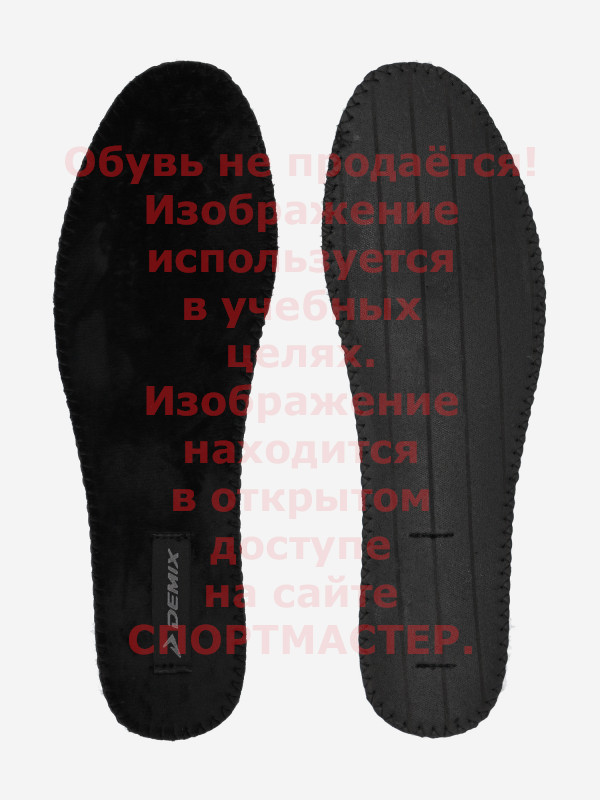 Обувь не продаётся!
Изображение
используется
в учебных
целях.
Изображение
находится
в открытом
доступе
на сайте
СПОРТМАСТЕР.
DEMIX